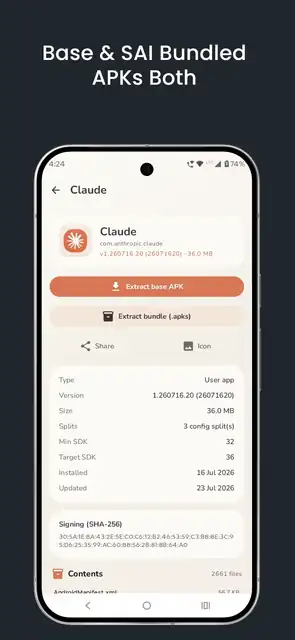 Base & SAI Bundled
APKs Both
4:24
74%
Claude
Claude
com.anthropic.claude
v1.260716.20 (26071620) · 36.0 MB
Extract base APK
Extract bundle (.apks)
Share
Icon
Type User app
Version 1.260716.20 (26071620)
Size 36.0 MB
Splits 3 config split(s)
Min SDK 32
Target SDK 36
Installed 16 Jul 2026
Updated 23 Jul 2026
Signing (SHA-256)
Contents 2661 files
AndroidManifest.xml 56.7 KB